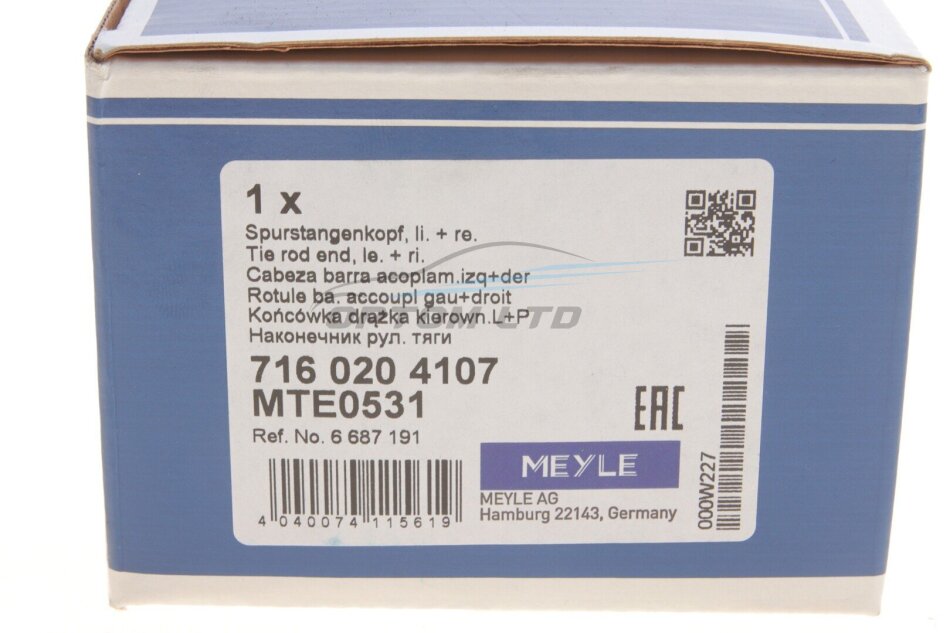 1 x
Spurstangenkopf, li. + re.
Tie rod end, le. + ri.
Cabeza barra acoplam.izq+der
Rotule ba. accoupl gau+droit
Końcówka drążka kierown.L+P
Наконечник рул. тяги
OPTOM LTD
716 020 4107
MTE0531
Ref. No. 6 687 191
EAC
MEYLE
MEYLE AG
Hamburg 22143, Germany
4 040074 115619
000W227